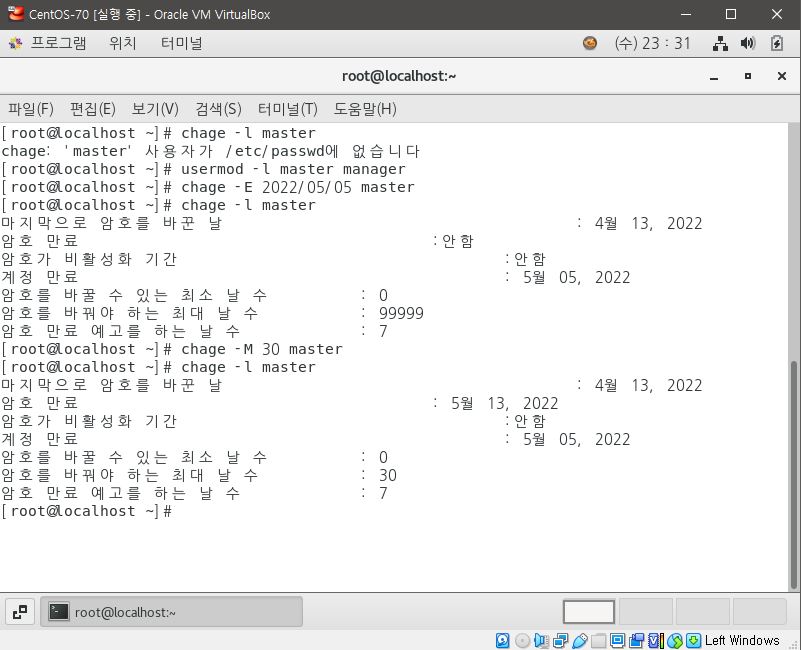 CentOS-70 [실행 중] - Oracle VM VirtualBox
프로그램 위치 터미널 (수) 23 : 31
root@localhost:~
파일(F) 편집(E) 보기(V) 검색(S) 터미널(T) 도움말(H)
[root@localhost ~]# chage -l master
chage: 'master' 사용자가 /etc/passwd에 없습니다
[root@localhost ~]# usermod -l master manager
[root@localhost ~]# chage -E 2022/05/05 master
[root@localhost ~]# chage -l master
마지막으로 암호를 바꾼 날 : 4월 13, 2022
암호 만료 :안함
암호가 비활성화 기간 :안함
계정 만료 : 5월 05, 2022
암호를 바꿀 수 있는 최소 날 수 : 0
암호를 바꿔야 하는 최대 날 수 : 99999
암호 만료 예고를 하는 날 수 : 7
[root@localhost ~]# chage -M 30 master
[root@localhost ~]# chage -l master
마지막으로 암호를 바꾼 날 : 4월 13, 2022
암호 만료 : 5월 13, 2022
암호가 비활성화 기간 :안함
계정 만료 : 5월 05, 2022
암호를 바꿀 수 있는 최소 날 수 : 0
암호를 바꿔야 하는 최대 날 수 : 30
암호 만료 예고를 하는 날 수 : 7
[root@localhost ~]#
root@localhost:~
Left Windows